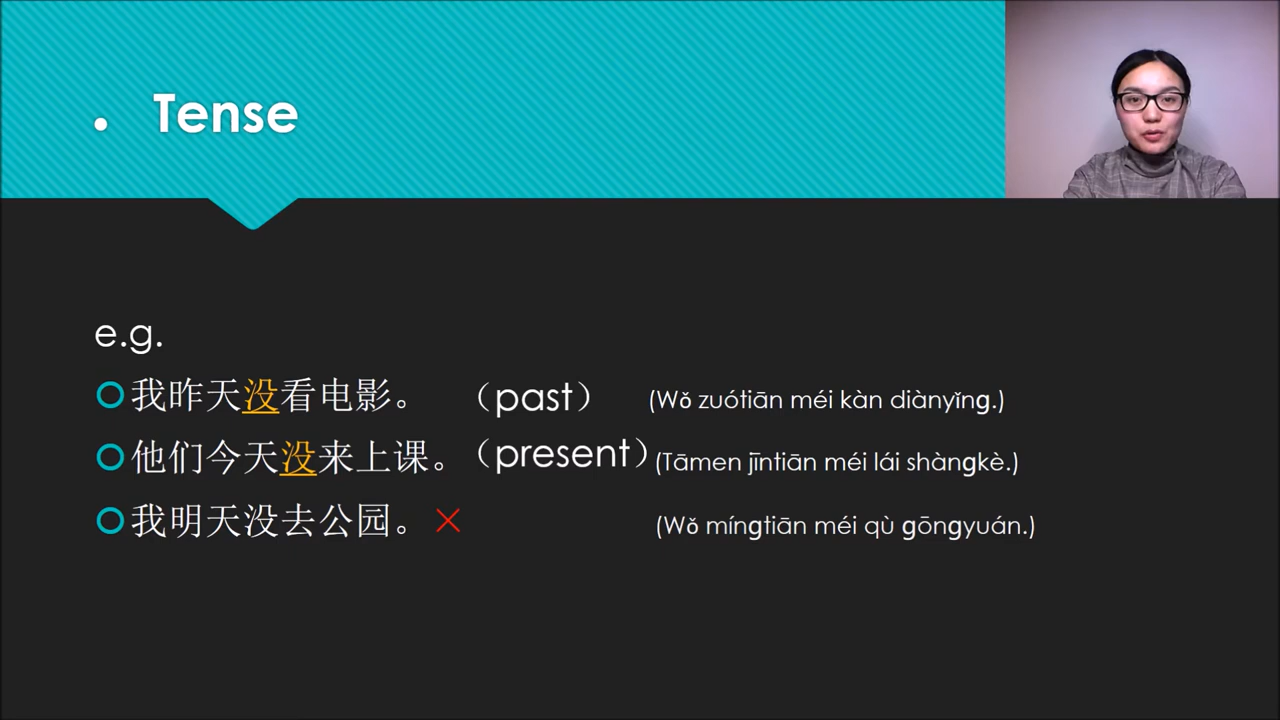 . Tense
e.g.
我昨天没看电影。 （past） (Wǒ zuótiān méi kàn diànyǐng.)
他们今天没来上课。（present） (Tāmen jīntiān méi lái shàngkè.)
我明天没去公园。× (Wǒ míngtiān méi qù gōngyuán.)